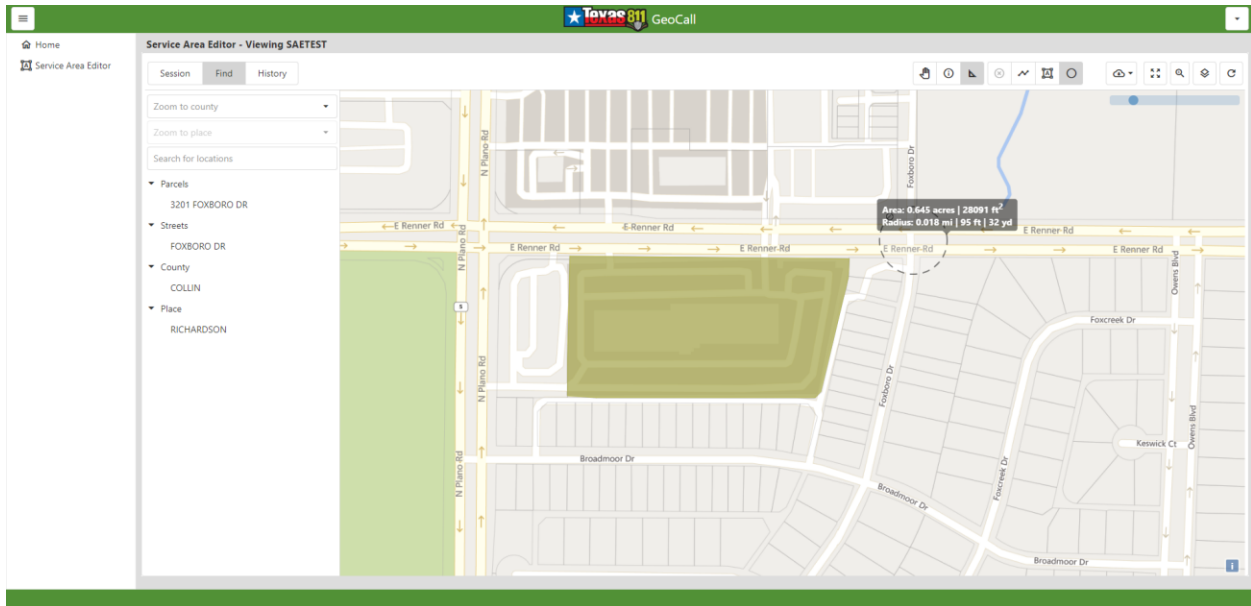 Texas 811 GeoCall
Home
Service Area Editor
Service Area Editor - Viewing SAETEST
Session Find History
Zoom to county
Zoom to place
Search for locations
Parcels
3201 FOXBORO DR
Streets
FOXBORO DR
County
COLLIN
Place
RICHARDSON
N Plano Rd
Foxboro Dr
Area: 0.645 acres | 28091 ft²
Radius: 0.018 mi | 95 ft | 32 yd
E Renner Rd
E Renner Rd
E Renner Rd
N Plano Rd
E Renner Rd
E Renner Rd
E Renner Rd
E Renner Rd
Owens Blvd
5
Foxcreek Dr
N Plano Rd
Foxboro Dr
Owens Blvd
Keswick Ct
Broadmoor Dr
N Plano Rd
Foxcreek Dr
Broadmoor Dr
Broadmoor Dr